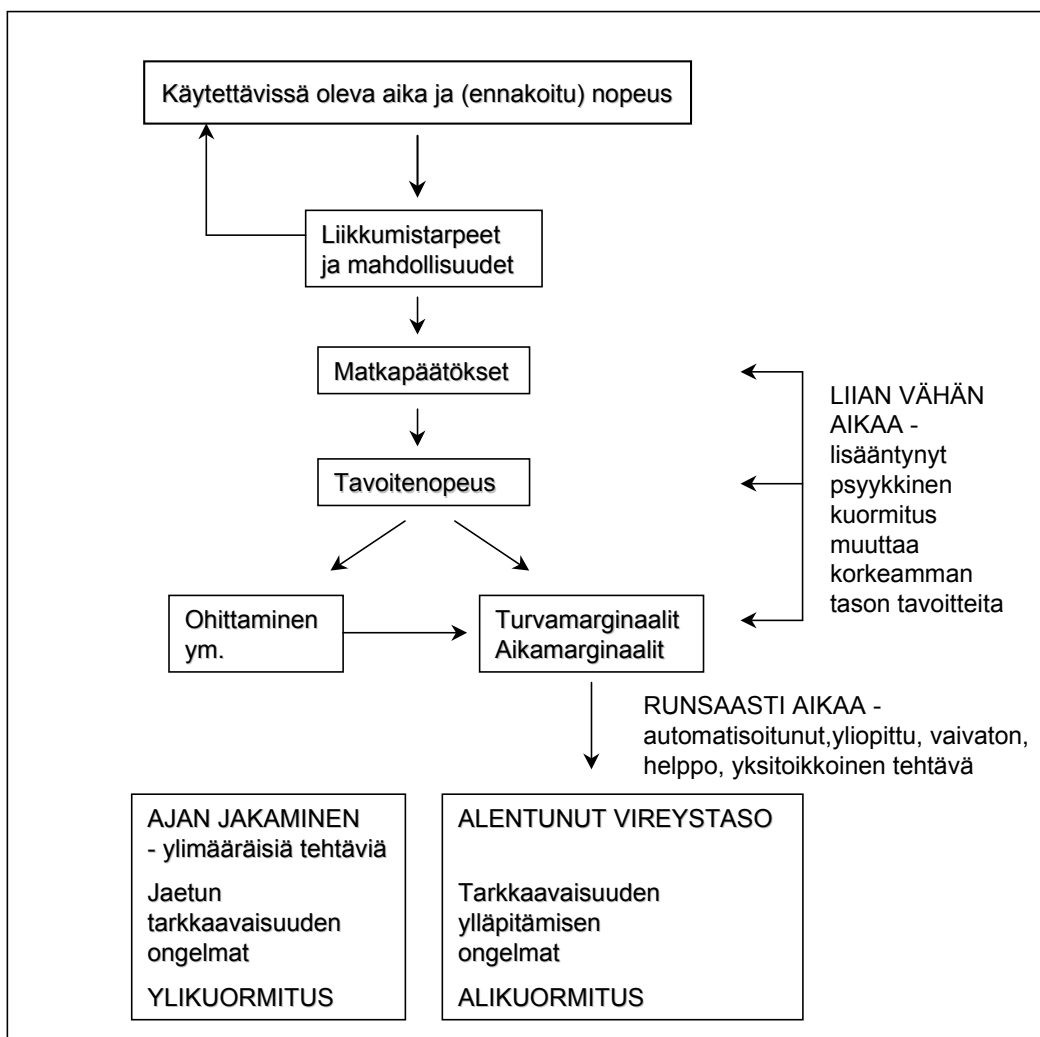 Käytettävissä oleva aika ja (ennakoitu) nopeus
Liikkumistarpeet
ja mahdollisuudet
Matkapäätökset
Tavoitenopeus
LIIAN VÄHÄN
AIKAA -
lisääntynyt
psyykkinen
kuormitus
muuttaa
korkeamman
tason tavoitteita
Ohittaminen
ym.
Turvamarginaalit
Aikamarginaalit
RUNSAASTI AIKAA -
automatisoitunut,yliopittu, vaivaton,
helppo, yksitoikkoinen tehtävä
AJAN JAKAMINEN
- ylimääräisiä tehtäviä
Jaetun
tarkkaavaisuuden
ongelmat
YLIKUORMITUS
ALENTUNUT VIREYSTASO
Tarkkaavaisuuden
ylläpitämisen
ongelmat
ALIKUORMITUS